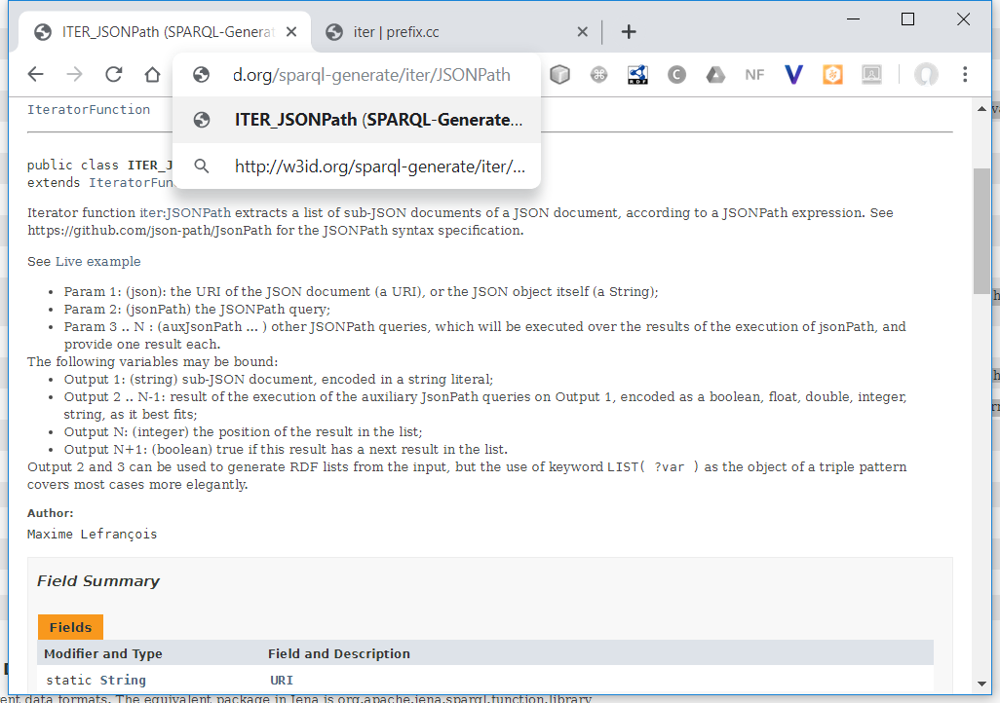 ITER_JSONPath (SPARQL-Generat
iter | prefix.cc
d.org/sparql-generate/iter/JSONPath
NF
ITER_JSONPath (SPARQL-Generate...
http://w3id.org/sparql-generate/iter/...
IteratorFunction
public class ITER_J
extends IteratorFun
Iterator function iter:JSONPath extracts a list of sub-JSON documents of a JSON document, according to a JSONPath expression. See
https://github.com/json-path/JsonPath for the JSONPath syntax specification.
See Live example
• Param 1: (json): the URI of the JSON document (a URI), or the JSON object itself (a String);
• Param 2: (jsonPath) the JSONPath query;
• Param 3 .. N : (auxJsonPath ... ) other JSONPath queries, which will be executed over the results of the execution of jsonPath, and
provide one result each.
The following variables may be bound:
• Output 1: (string) sub-JSON document, encoded in a string literal;
• Output 2 .. N-1: result of the execution of the auxiliary JsonPath queries on Output 1, encoded as a boolean, float, double, integer,
string, as it best fits;
• Output N: (integer) the position of the result in the list;
• Output N+1: (boolean) true if this result has a next result in the list.
Output 2 and 3 can be used to generate RDF lists from the input, but the use of keyword LIST( ?var ) as the object of a triple pattern
covers most cases more elegantly.
Author:
Maxime Lefrançois
Field Summary
Fields
Modifier and Type Field and Description
static String URI
ent data formats. The equivalent package in Jena is org.apache.jena.sparql.function.library